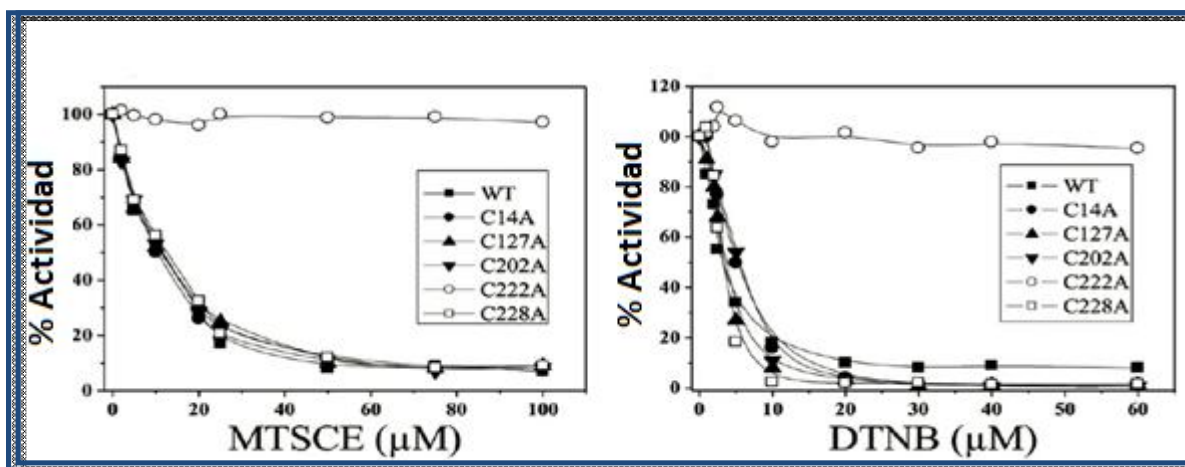 % Actividad
100
80
60
40
20
0
WT
C14A
C127A
C202A
C222A
C228A
0 20 40 60 80 100
MTSCE (µM)
% Actividad
120
00
80
60
40
20
0
WT
C14A
C127A
C202A
C222A
C228A
0 10 20 30 40 50 60
DTNB (µM)